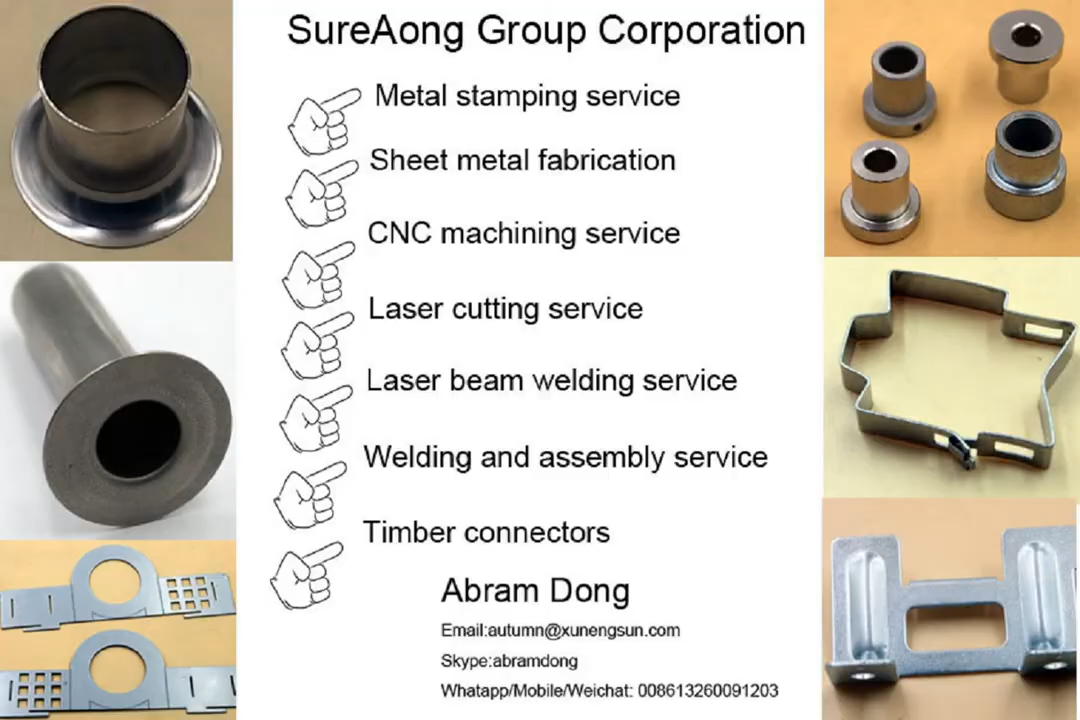 SureAong Group Corporation
Metal stamping service
Sheet metal fabrication
CNC machining service
Laser cutting service
Laser beam welding service
Welding and assembly service
Timber connectors
Abram Dong
Email:autumn@xunengsun.com
Skype:abramdong
Whatapp/Mobile/Weichat: 008613260091203